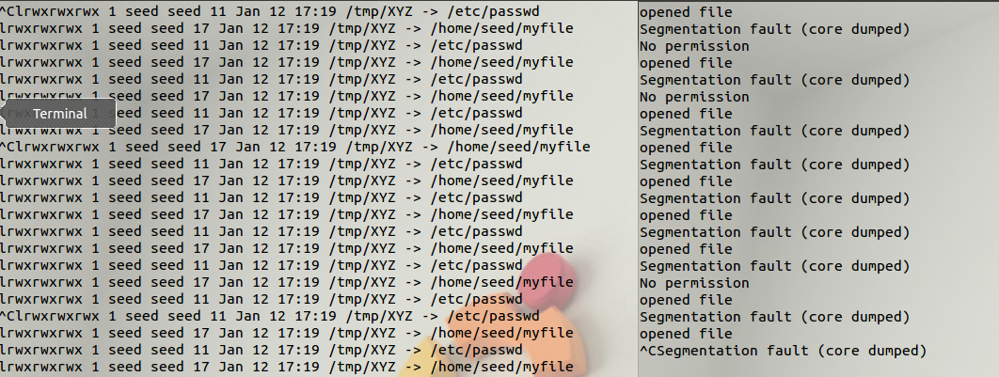 ^Clrwxrwxrwx 1 seed seed 11 Jan 12 17:19 /tmp/XYZ -> /etc/passwd
lrwxrwxrwx 1 seed seed 17 Jan 12 17:19 /tmp/XYZ -> /home/seed/myfile
lrwxrwxrwx 1 seed seed 11 Jan 12 17:19 /tmp/XYZ -> /etc/passwd
lrwxrwxrwx 1 seed seed 17 Jan 12 17:19 /tmp/XYZ -> /home/seed/myfile
lrwxrwxrwx 1 seed seed 11 Jan 12 17:19 /tmp/XYZ -> /etc/passwd
lrwxrwxrwx 1 seed seed 17 Jan 12 17:19 /tmp/XYZ -> /home/seed/myfile
Terminal
seed 11 Jan 12 17:19 /tmp/XYZ -> /etc/passwd
lrwxrwxrwx 1 seed seed 17 Jan 12 17:19 /tmp/XYZ -> /home/seed/myfile
^Clrwxrwxrwx 1 seed seed 17 Jan 12 17:19 /tmp/XYZ -> /home/seed/myfile
lrwxrwxrwx 1 seed seed 11 Jan 12 17:19 /tmp/XYZ -> /etc/passwd
lrwxrwxrwx 1 seed seed 17 Jan 12 17:19 /tmp/XYZ -> /home/seed/myfile
lrwxrwxrwx 1 seed seed 11 Jan 12 17:19 /tmp/XYZ -> /etc/passwd
lrwxrwxrwx 1 seed seed 17 Jan 12 17:19 /tmp/XYZ -> /home/seed/myfile
lrwxrwxrwx 1 seed seed 11 Jan 12 17:19 /tmp/XYZ -> /etc/passwd
lrwxrwxrwx 1 seed seed 17 Jan 12 17:19 /tmp/XYZ -> /home/seed/myfile
lrwxrwxrwx 1 seed seed 11 Jan 12 17:19 /tmp/XYZ -> /etc/passwd
lrwxrwxrwx 1 seed seed 17 Jan 12 17:19 /tmp/XYZ -> /home/seed/myfile
lrwxrwxrwx 1 seed seed 11 Jan 12 17:19 /tmp/XYZ -> /etc/passwd
^Clrwxrwxrwx 1 seed seed 11 Jan 12 17:19 /tmp/XYZ -> /etc/passwd
lrwxrwxrwx 1 seed seed 17 Jan 12 17:19 /tmp/XYZ -> /home/seed/myfile
lrwxrwxrwx 1 seed seed 11 Jan 12 17:19 /tmp/XYZ -> /etc/passwd
lrwxrwxrwx 1 seed seed 17 Jan 12 17:19 /tmp/XYZ -> /home/seed/myfile
opened file
Segmentation fault (core dumped)
No permission
opened file
Segmentation fault (core dumped)
No permission
opened file
Segmentation fault (core dumped)
opened file
Segmentation fault (core dumped)
opened file
Segmentation fault (core dumped)
opened file
Segmentation fault (core dumped)
opened file
Segmentation fault (core dumped)
No permission
opened file
Segmentation fault (core dumped)
opened file
^CSegmentation fault (core dumped)